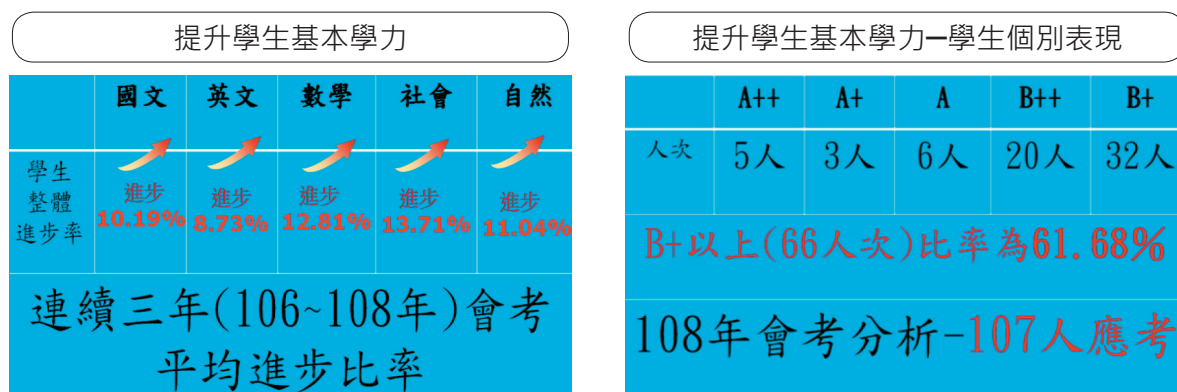 提升學生基本學力
國文 英文 數學 社會 自然
學生
整體
進步率
進步
10.19%
進步
8.73%
進步
12.81%
進步
13.71%
進步
11.04%
連續三年(106~108年)會考
平均進步比率
提升學生基本學力—學生個別表現
A++ A+ A B++ B+
人次 5人 3人 6人 20人 32人
B+以上(66人次)比率為61.68%
108年會考分析-107人應考